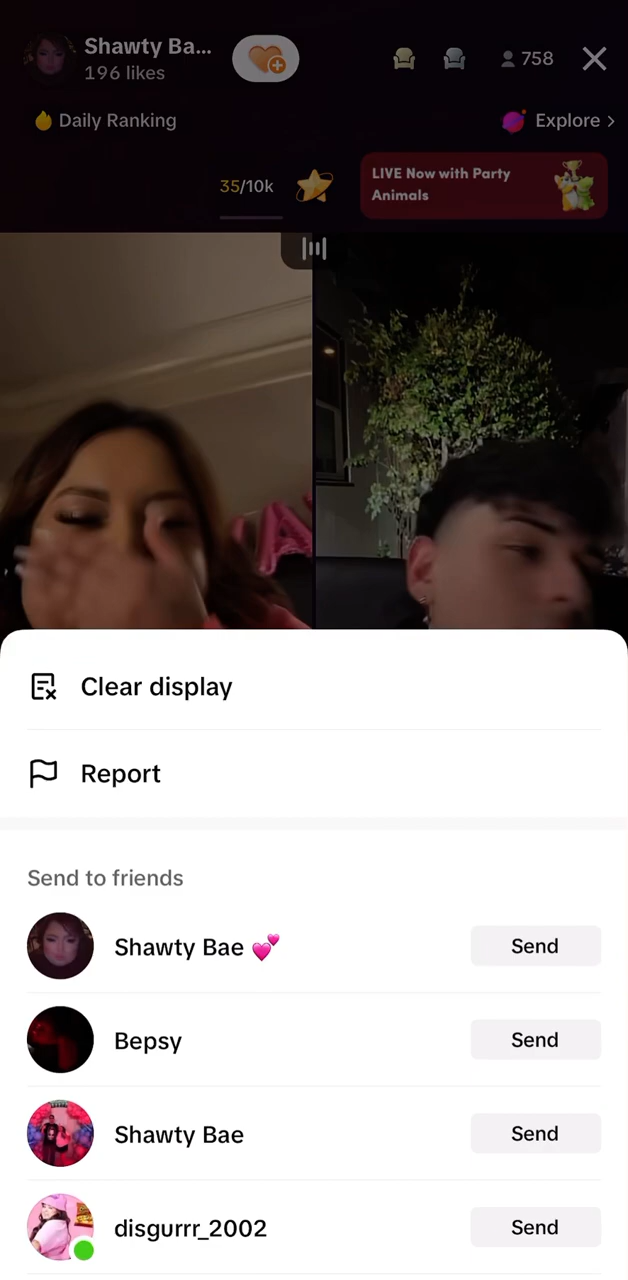 Shawty Ba...
196 likes
758
Daily Ranking
Explore >
35/10k
LIVE Now with Party
Animals
Clear display
Report
Send to friends
Shawty Bae 💕
Send
Bepsy
Send
Shawty Bae
Send
disgurrr_2002
Send